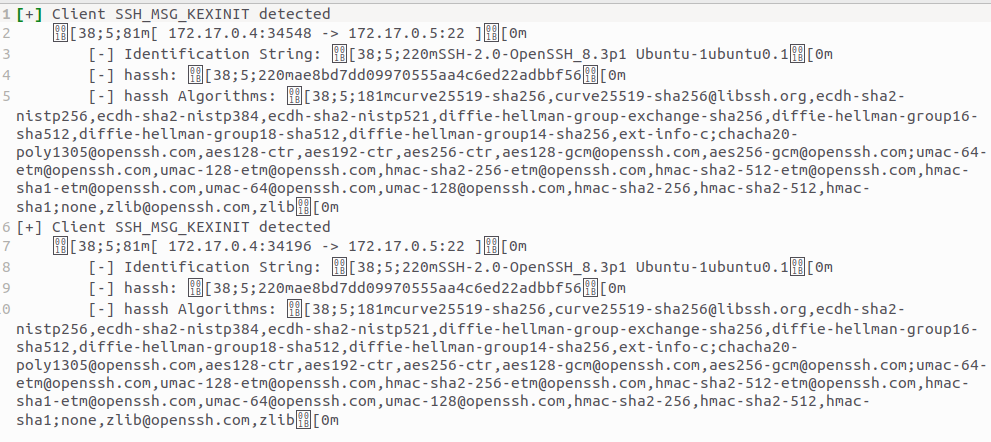 1 [+] Client SSH_MSG_KEXINIT detected
2 [38;5;81m[ 172.17.0.4:34548 -> 172.17.0.5:22 ][0m
3 [-] Identification String: [38;5;220mSSH-2.0-OpenSSH_8.3p1 Ubuntu-1ubuntu0.1[0m
4 [-] hassh: [38;5;220mae8bd7dd09970555aa4c6ed22adbbf56[0m
5 [-] hassh Algorithms: [38;5;181mcurve25519-sha256,curve25519-sha256@libssh.org,ecdh-sha2-
nistp256,ecdh-sha2-nistp384,ecdh-sha2-nistp521,diffie-hellman-group-exchange-sha256,diffie-hellman-group16-
sha512,diffie-hellman-group18-sha512,diffie-hellman-group14-sha256,ext-info-c;chacha20-
poly1305@openssh.com,aes128-ctr,aes192-ctr,aes256-ctr,aes128-gcm@openssh.com,aes256-gcm@openssh.com;umac-64-
etm@openssh.com,umac-128-etm@openssh.com,hmac-sha2-256-etm@openssh.com,hmac-sha2-512-etm@openssh.com,hmac-
sha1-etm@openssh.com,umac-64@openssh.com,umac-128@openssh.com,hmac-sha2-256,hmac-sha2-512,hmac-
sha1;none,zlib@openssh.com,zlib[0m
6 [+] Client SSH_MSG_KEXINIT detected
7 [38;5;81m[ 172.17.0.4:34196 -> 172.17.0.5:22 ][0m
8 [-] Identification String: [38;5;220mSSH-2.0-OpenSSH_8.3p1 Ubuntu-1ubuntu0.1[0m
9 [-] hassh: [38;5;220mae8bd7dd09970555aa4c6ed22adbbf56[0m
0 [-] hassh Algorithms: [38;5;181mcurve25519-sha256,curve25519-sha256@libssh.org,ecdh-sha2-
nistp256,ecdh-sha2-nistp384,ecdh-sha2-nistp521,diffie-hellman-group-exchange-sha256,diffie-hellman-group16-
sha512,diffie-hellman-group18-sha512,diffie-hellman-group14-sha256,ext-info-c;chacha20-
poly1305@openssh.com,aes128-ctr,aes192-ctr,aes256-ctr,aes128-gcm@openssh.com,aes256-gcm@openssh.com;umac-64-
etm@openssh.com,umac-128-etm@openssh.com,hmac-sha2-256-etm@openssh.com,hmac-sha2-512-etm@openssh.com,hmac-
sha1-etm@openssh.com,umac-64@openssh.com,umac-128@openssh.com,hmac-sha2-256,hmac-sha2-512,hmac-
sha1;none,zlib@openssh.com,zlib[0m